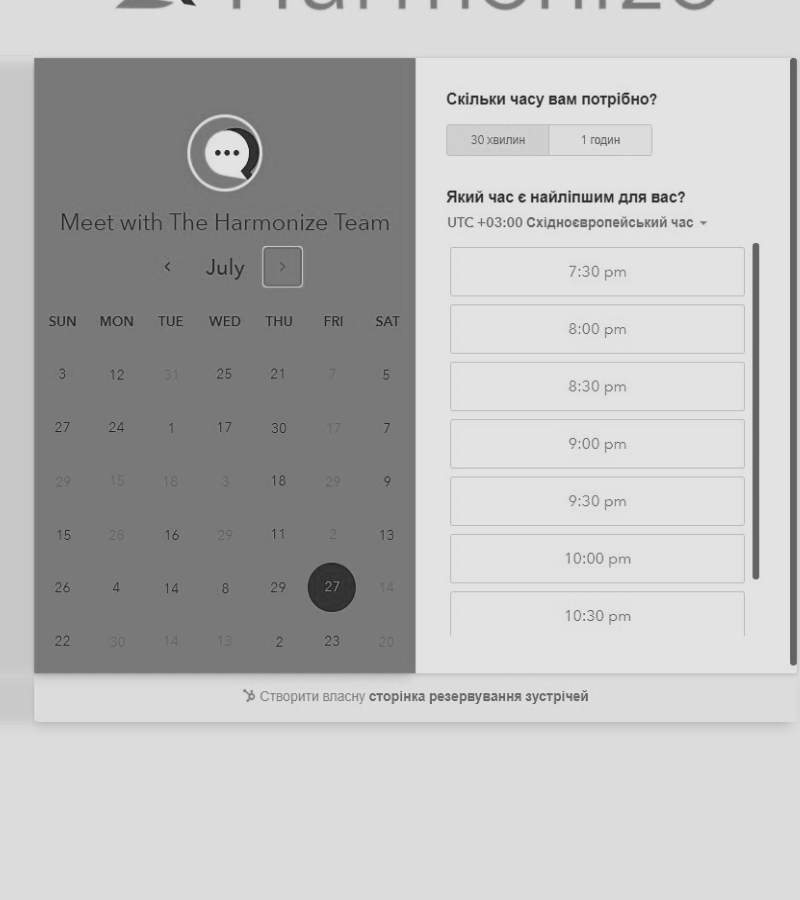 Harmonize
Meet with The Harmonize Team
July
SUN MON TUE WED THU FRI SAT
3 12 31 25 21 7 5
27 24 1 17 30 17 7
29 15 18 3 18 29 9
15 28 16 29 11 2 13
26 4 14 8 29 27 14
22 30 14 13 2 23 20
Скільки часу вам потрібно?
30 хвилин 1 годин
Який час є найліпшим для вас?
UTC +03:00 Східноєвропейський час
7:30 pm
8:00 pm
8:30 pm
9:00 pm
9:30 pm
10:00 pm
10:30 pm
Створити власну сторінка резервування зустрічей